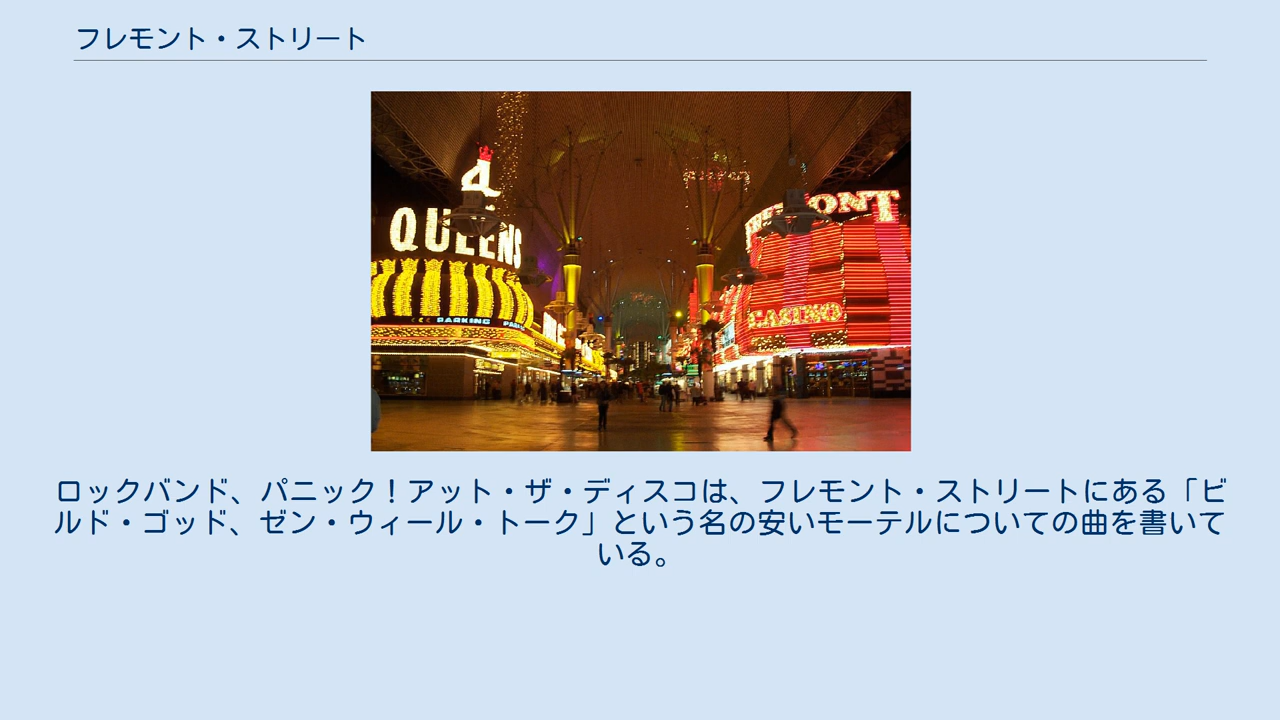 フレモント・ストリート
4
QUEENS
FREMONT
CASINO
PARKING
ロックバンド、パニック！アット・ザ・ディスコは、フレモント・ストリートにある「ビ
ルド・ゴッド、ゼン・ウィール・トーク」という名の安いモーテルについての曲を書いて
いる。